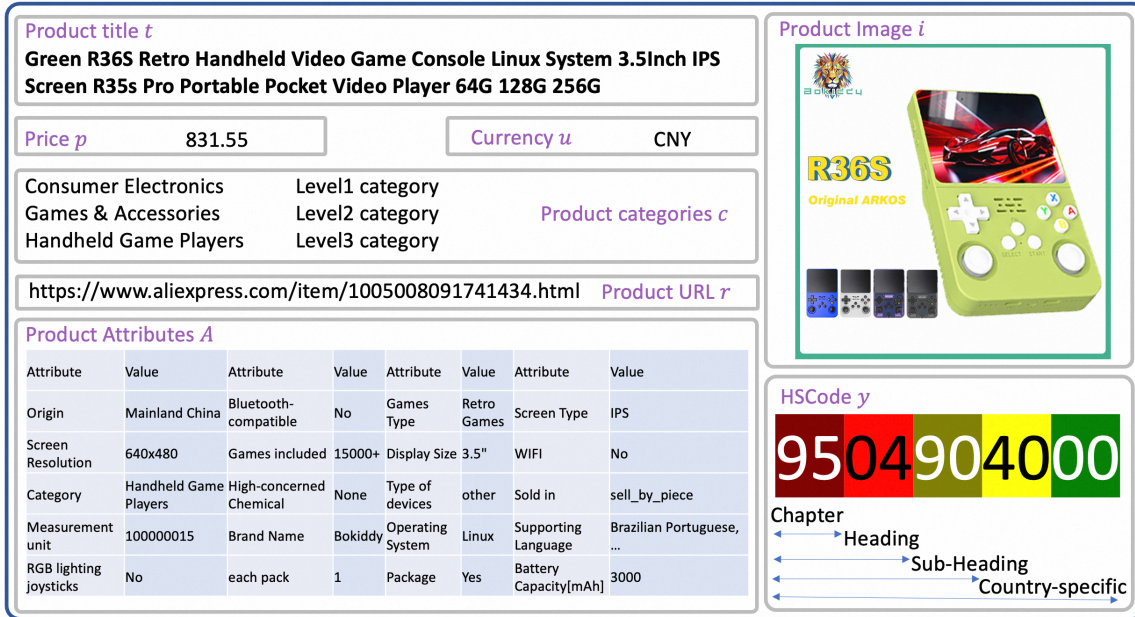 Product title t
Green R36S Retro Handheld Video Game Console Linux System 3.5Inch IPS
Screen R35s Pro Portable Pocket Video Player 64G 128G 256G
Price p 831.55
Currency u CNY
Consumer Electronics Level1 category
Games & Accessories Level2 category
Handheld Game Players Level3 category
Product categories c
https://www.aliexpress.com/item/1005008091741434.html Product URL r
Product Attributes A
Attribute Value Attribute Value Attribute Value Attribute Value
Origin Mainland China Bluetooth-compatible No Games Type Retro Games Screen Type IPS
Screen Resolution 640x480 Games included 15000+ Display Size 3.5" WIFI No
Category Handheld Game Players High-concerned Chemical None Type of devices other Sold in sell_by_piece
Measurement unit 100000015 Brand Name Bokiddy Operating System Linux Supporting Language Brazilian Portuguese, ...
RGB lighting joysticks No each pack 1 Package Yes Battery Capacity[mAh] 3000
Product Image i
R36S
Original ARKOS
X
Y A
SELECT START
HSCode y
9504904000
Chapter
Heading
Sub-Heading
Country-specific